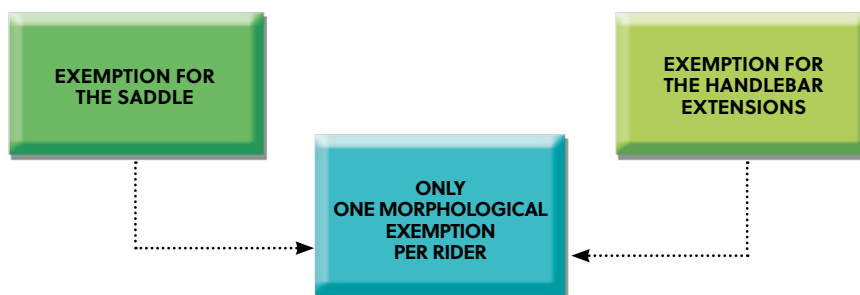 EXEMPTION FOR
THE SADDLE
EXEMPTION FOR
THE HANDLEBAR
EXTENSIONS
ONLY
ONE MORPHOLOGICAL
EXEMPTION
PER RIDER